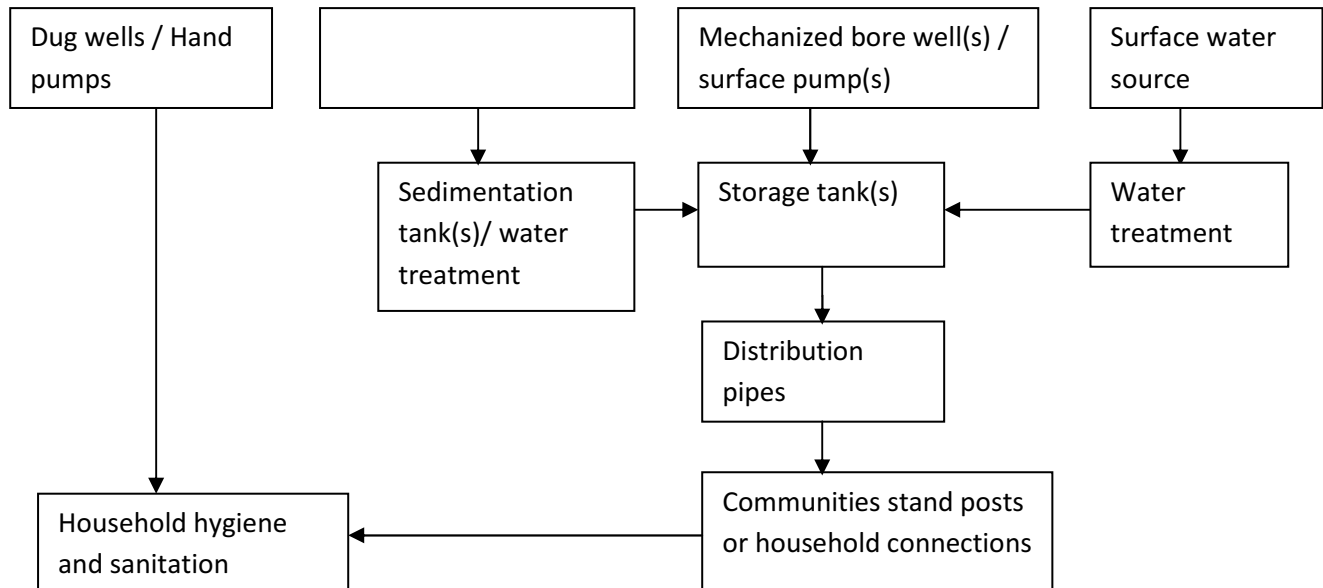 Dug wells / Hand
pumps
Mechanized bore well(s) /
surface pump(s)
Surface water
source
Sedimentation
tank(s)/ water
treatment
Storage tank(s)
Water
treatment
Distribution
pipes
Household hygiene
and sanitation
Communities stand posts
or household connections